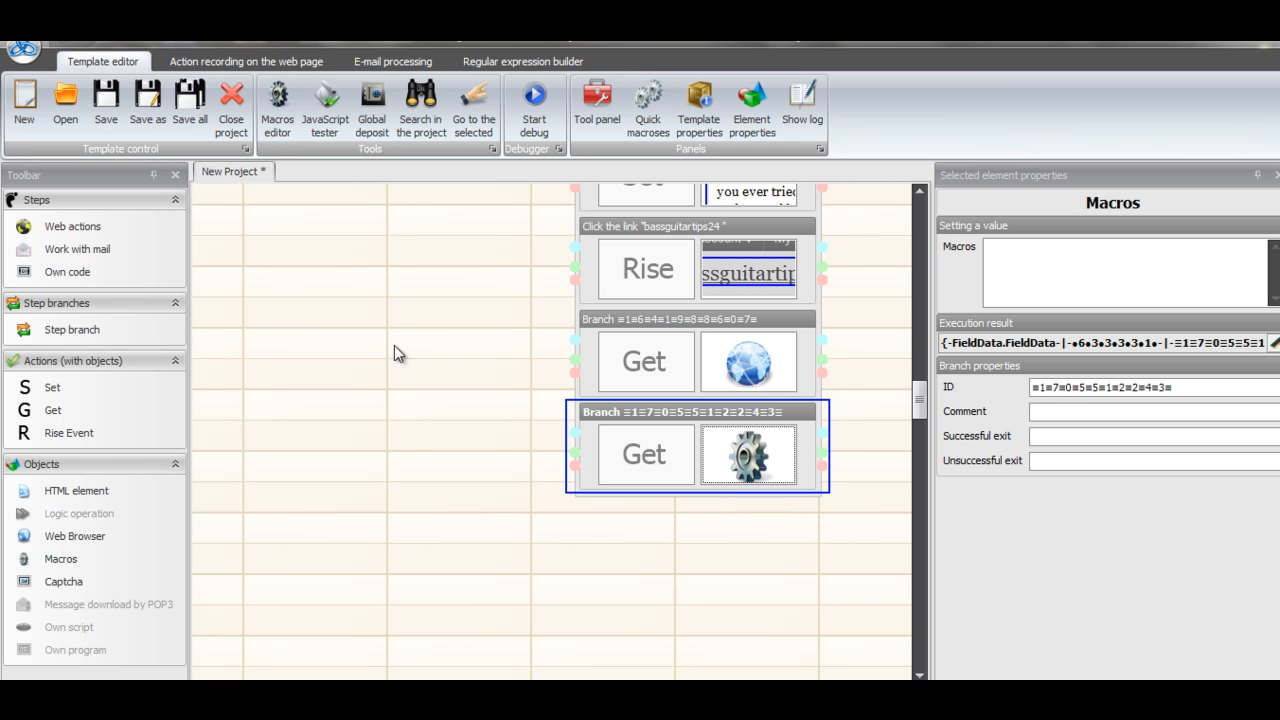 Template editor
Action recording on the web page
E-mail processing
Regular expression builder
New
Open
Save
Save as
Save all
Close project
Macros editor
JavaScript tester
Global deposit
Search in the project
Go to the selected
Start debug
Tool panel
Quick macroses
Template properties
Element properties
Show log
Template control
Tools
Debugger
Panels
Toolbar
New Project *
Selected element properties
Steps
Web actions
Work with mail
Own code
Step branches
Step branch
Actions (with objects)
S Set
G Get
R Rise Event
Objects
HTML element
Logic operation
Web Browser
Macros
Captcha
Message download by POP3
Own script
Own program
you ever tried
Click the link "bassguitartips24 "
Rise
ssguitartip
Branch ≡1≡6≡4≡1≡9≡8≡8≡6≡0≡7≡
Get
Branch ≡1≡7≡0≡5≡5≡1≡2≡2≡4≡3≡
Get
Macros
Setting a value
Macros
Execution result
{-FieldData.FieldData-|-●6●3●3●3●3●1●-|-≡1≡7≡0≡5≡5≡1
Branch properties
ID
≡1≡7≡0≡5≡5≡1≡2≡2≡4≡3≡
Comment
Successful exit
Unsuccessful exit